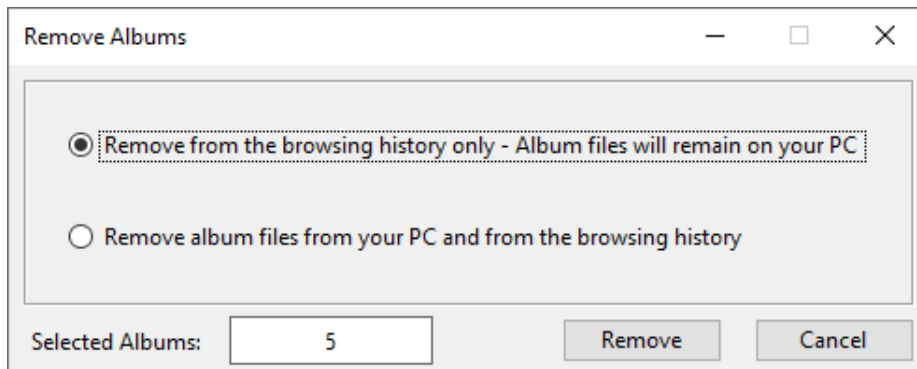 Remove Albums
Remove from the browsing history only - Album files will remain on your PC
Remove album files from your PC and from the browsing history
Selected Albums: 5 Remove Cancel